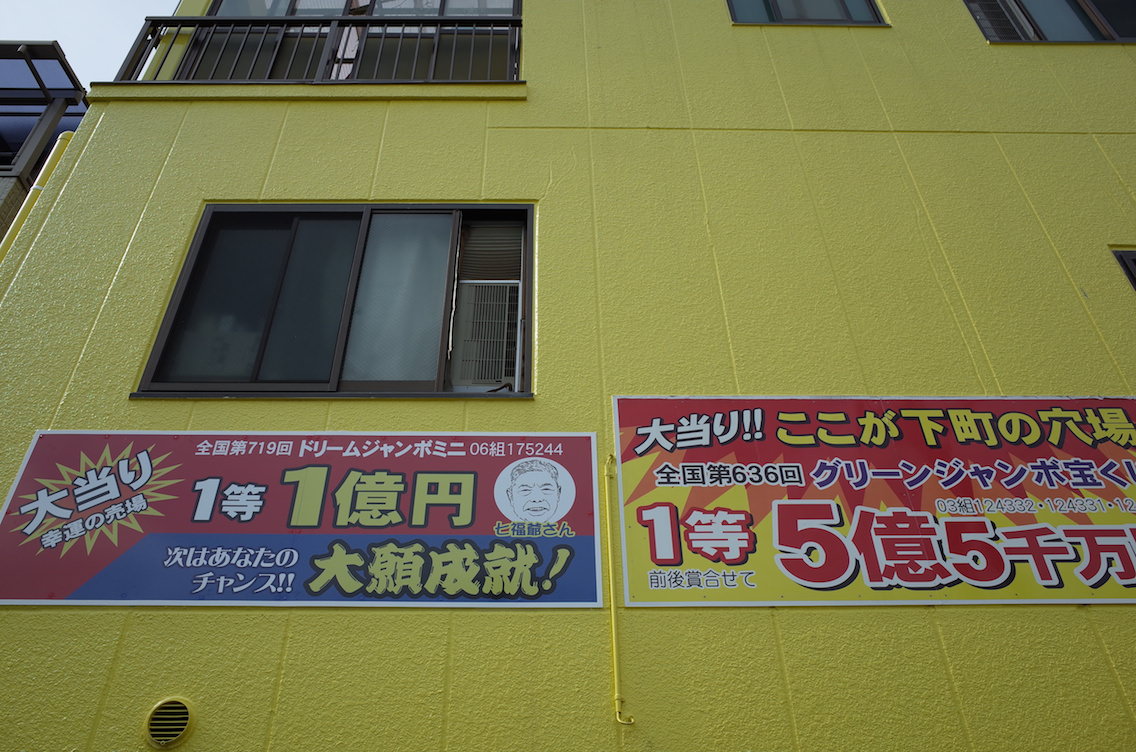 全国第719回 ドリームジャンボミニ 06組175244
大当り
幸運の売場
1等 1億円
七福爺さん
次はあなたの
チャンス!!
大願成就!
大当り!! ここが下町の穴場
全国第636回 グリーンジャンボ宝くじ
03組124332・124331・12
1等 5億5千万
前後賞合せて